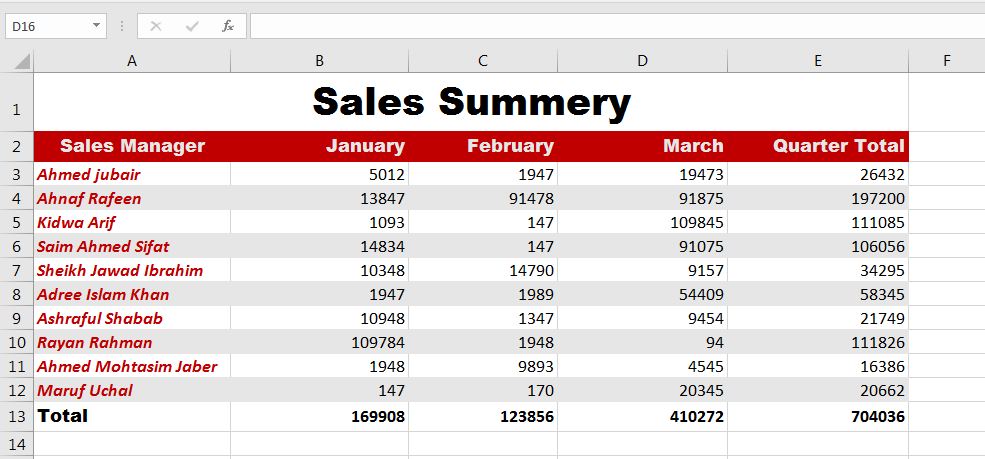 D16 fx
A B C D E F
1 Sales Summery
2 Sales Manager January February March Quarter Total
3 Ahmed jubair 5012 1947 19473 26432
4 Ahnaf Rafeen 13847 91478 91875 197200
5 Kidwa Arif 1093 147 109845 111085
6 Saim Ahmed Sifat 14834 147 91075 106056
7 Sheikh Jawad Ibrahim 10348 14790 9157 34295
8 Adree Islam Khan 1947 1989 54409 58345
9 Ashraful Shabab 10948 1347 9454 21749
10 Rayan Rahman 109784 1948 94 111826
11 Ahmed Mohtasim Jaber 1948 9893 4545 16386
12 Maruf Uchal 147 170 20345 20662
13 Total 169908 123856 410272 704036
14